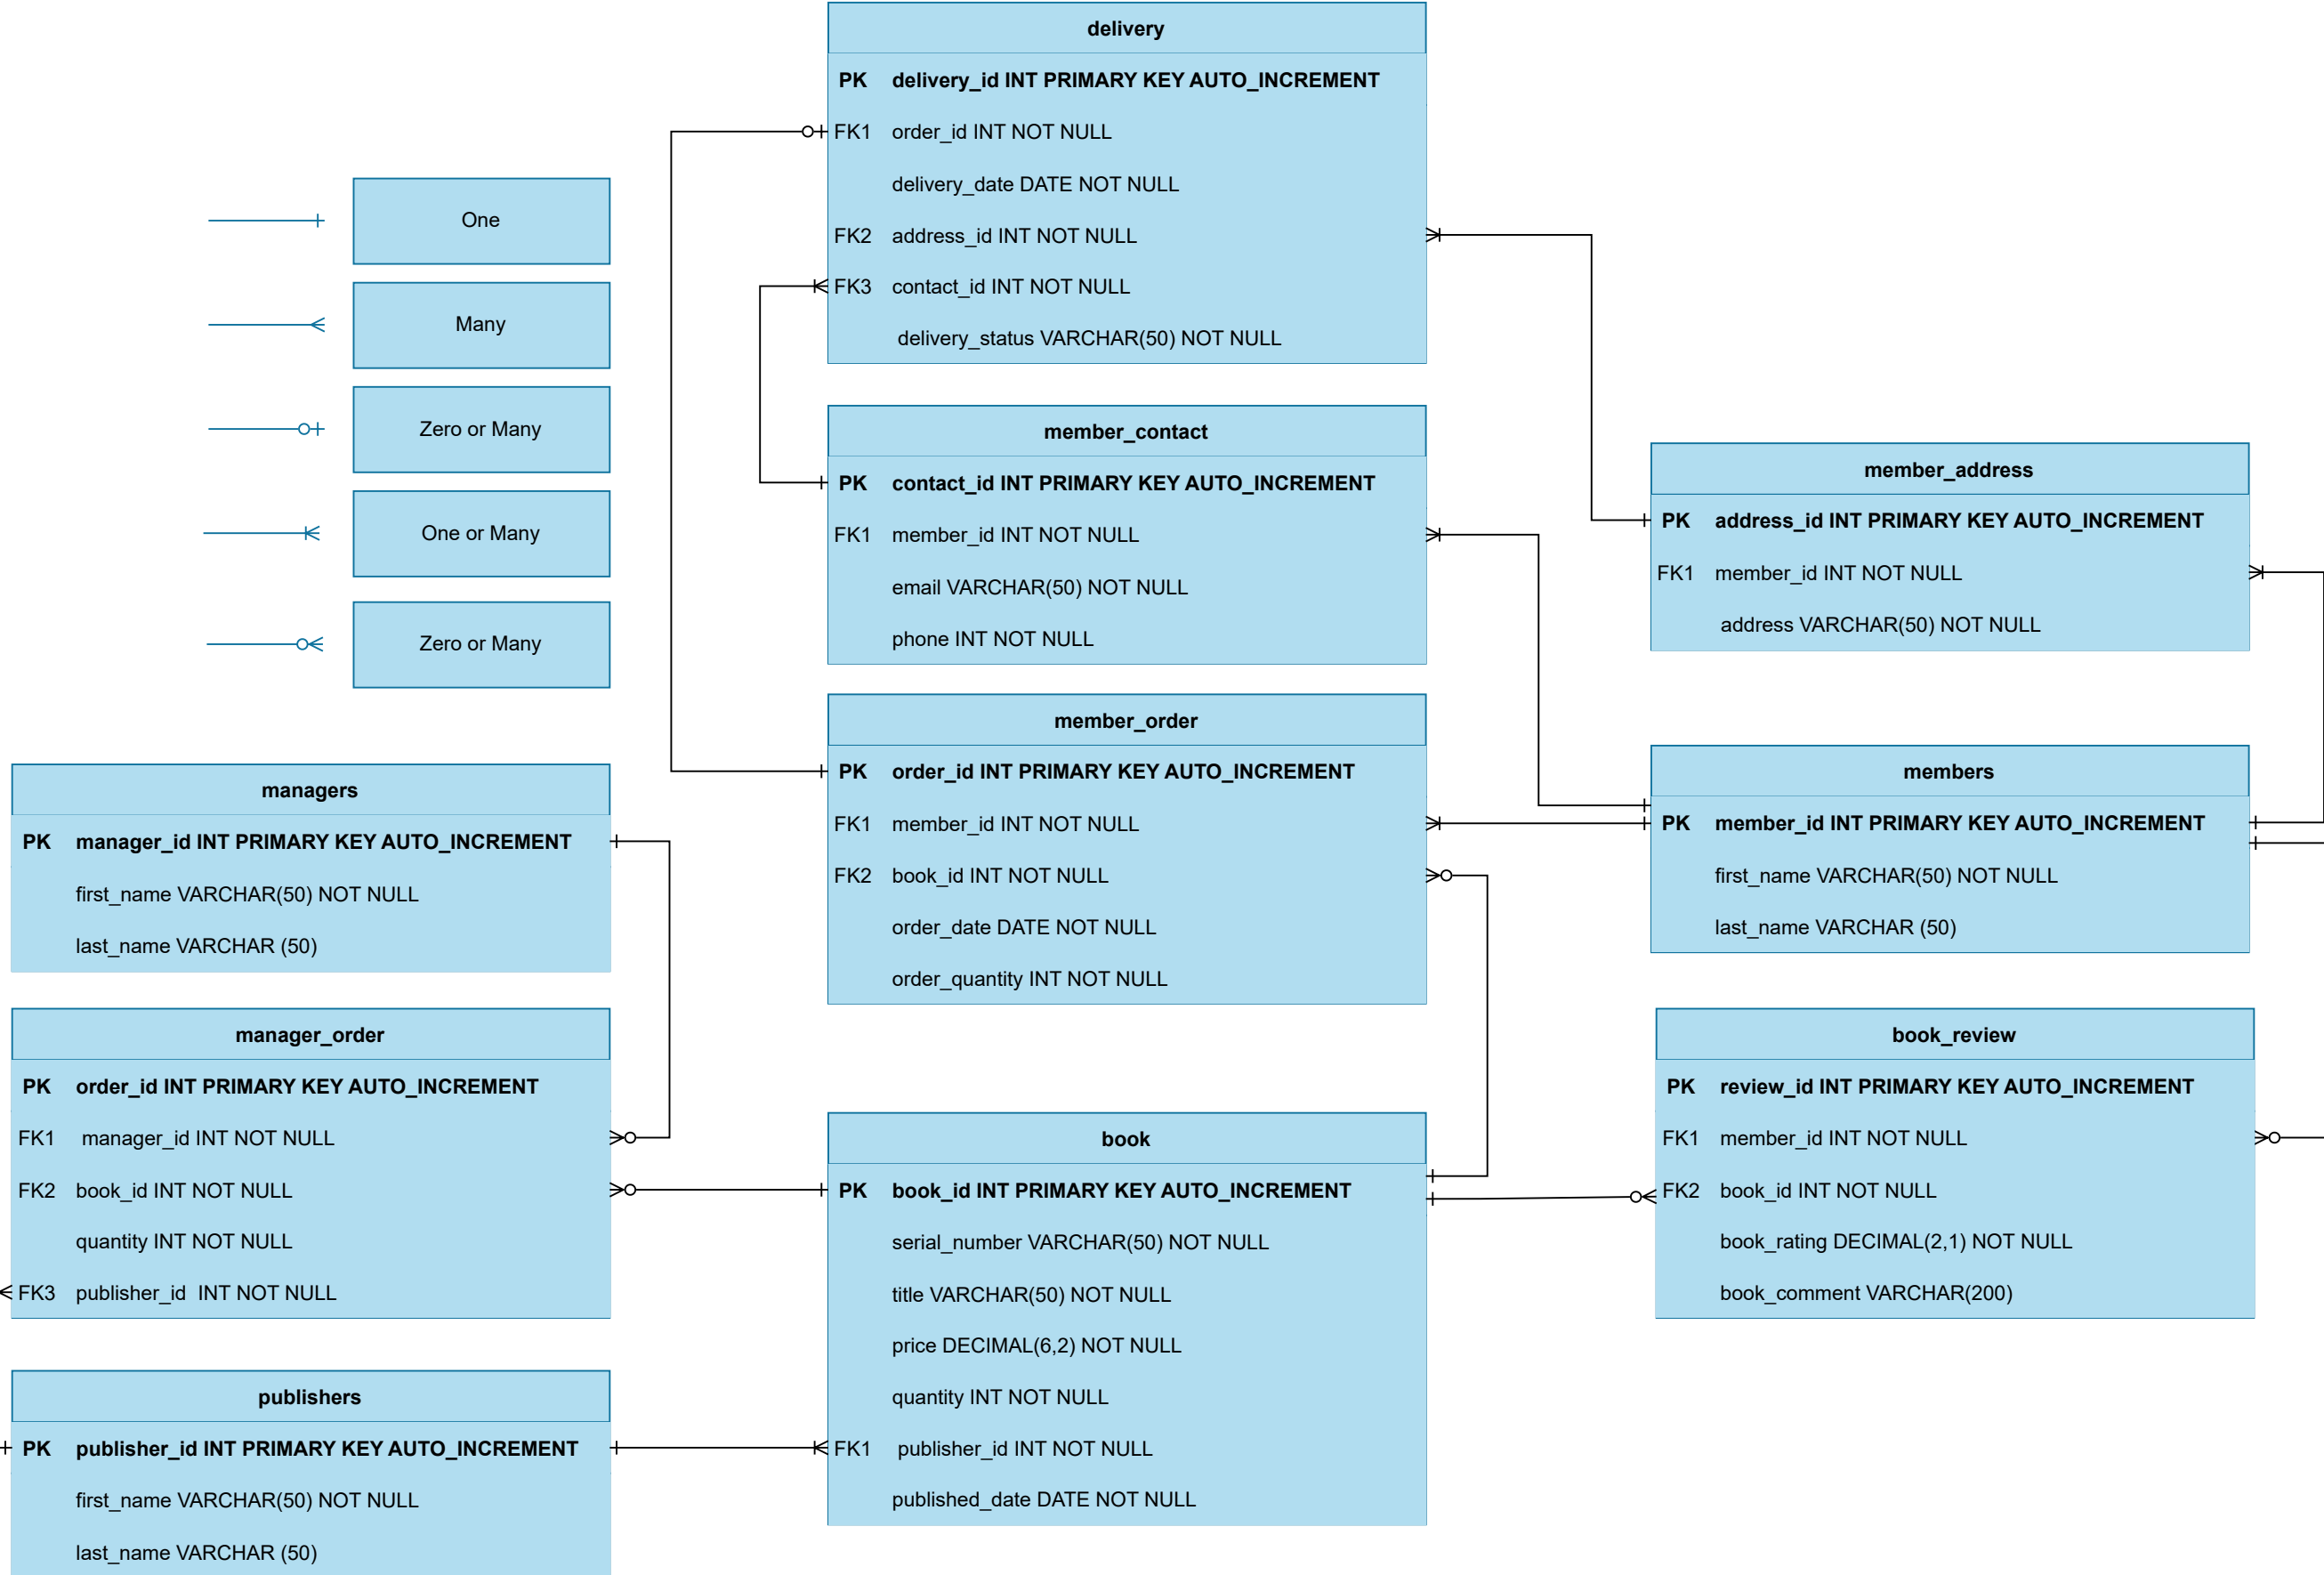 delivery
PK delivery_id INT PRIMARY KEY AUTO_INCREMENT
FK1 order_id INT NOT NULL
delivery_date DATE NOT NULL
FK2 address_id INT NOT NULL
FK3 contact_id INT NOT NULL
delivery_status VARCHAR(50) NOT NULL
One
Many
Zero or Many
One or Many
Zero or Many
member_contact
PK contact_id INT PRIMARY KEY AUTO_INCREMENT
FK1 member_id INT NOT NULL
email VARCHAR(50) NOT NULL
phone INT NOT NULL
member_address
PK address_id INT PRIMARY KEY AUTO_INCREMENT
FK1 member_id INT NOT NULL
address VARCHAR(50) NOT NULL
member_order
PK order_id INT PRIMARY KEY AUTO_INCREMENT
FK1 member_id INT NOT NULL
FK2 book_id INT NOT NULL
order_date DATE NOT NULL
order_quantity INT NOT NULL
members
PK member_id INT PRIMARY KEY AUTO_INCREMENT
first_name VARCHAR(50) NOT NULL
last_name VARCHAR (50)
managers
PK manager_id INT PRIMARY KEY AUTO_INCREMENT
first_name VARCHAR(50) NOT NULL
last_name VARCHAR (50)
manager_order
PK order_id INT PRIMARY KEY AUTO_INCREMENT
FK1 manager_id INT NOT NULL
FK2 book_id INT NOT NULL
quantity INT NOT NULL
FK3 publisher_id INT NOT NULL
book
PK book_id INT PRIMARY KEY AUTO_INCREMENT
serial_number VARCHAR(50) NOT NULL
title VARCHAR(50) NOT NULL
price DECIMAL(6,2) NOT NULL
quantity INT NOT NULL
FK1 publisher_id INT NOT NULL
published_date DATE NOT NULL
book_review
PK review_id INT PRIMARY KEY AUTO_INCREMENT
FK1 member_id INT NOT NULL
FK2 book_id INT NOT NULL
book_rating DECIMAL(2,1) NOT NULL
book_comment VARCHAR(200)
publishers
PK publisher_id INT PRIMARY KEY AUTO_INCREMENT
first_name VARCHAR(50) NOT NULL
last_name VARCHAR (50)